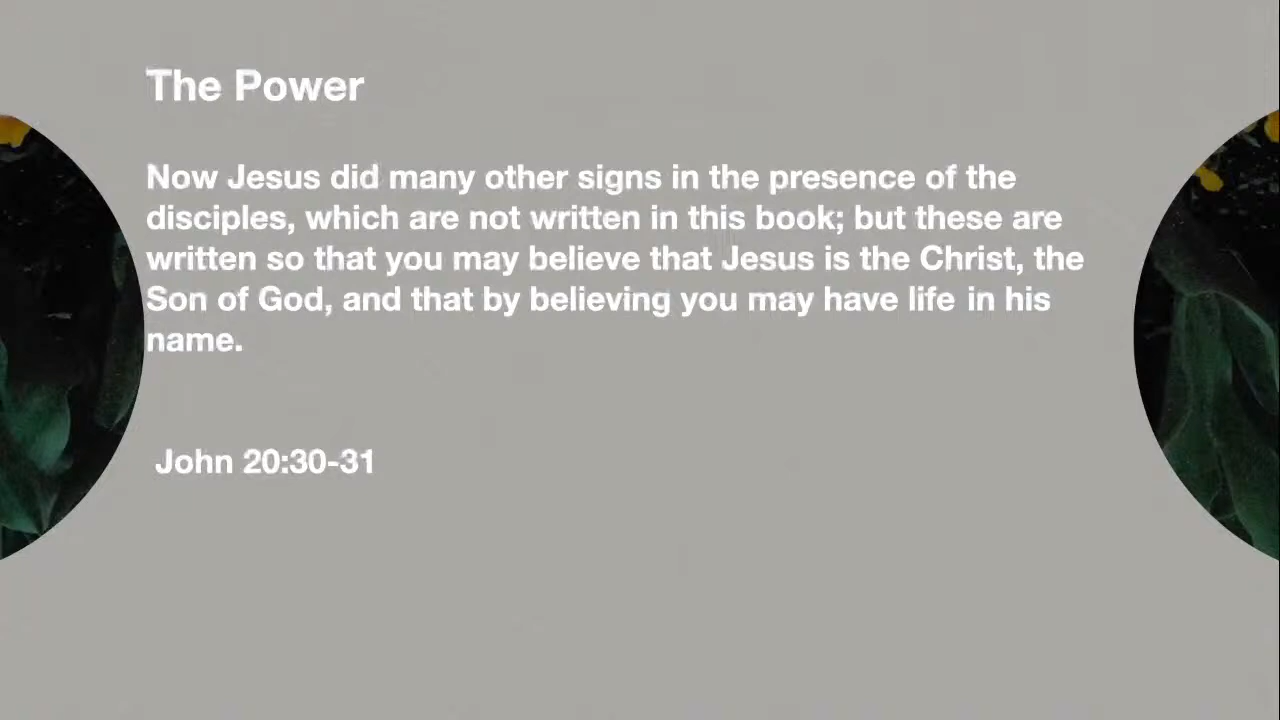 The Power
Now Jesus did many other signs in the presence of the
disciples, which are not written in this book; but these are
written so that you may believe that Jesus is the Christ, the
Son of God, and that by believing you may have life in his
name.
John 20:30-31